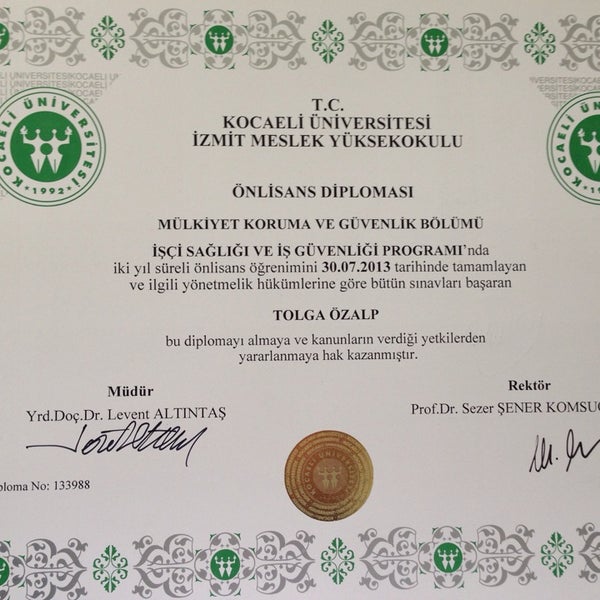 KOCAELİ ÜNİVERSİTESİ
1992
T.C.
KOCAELİ ÜNİVERSİTESİ
İZMİT MESLEK YÜKSEKOKULU
ÖNLİSANS DİPLOMASI
MÜLKİYET KORUMA VE GÜVENLİK BÖLÜMÜ
İŞÇİ SAĞLIĞI VE İŞ GÜVENLİĞİ PROGRAMI'nda
iki yıl süreli önlisans öğrenimini 30.07.2013 tarihinde tamamlayan
ve ilgili yönetmelik hükümlerine göre bütün sınavları başaran
TOLGA ÖZALP
bu diplomayı almaya ve kanunların verdiği yetkilerden
yararlanmaya hak kazanmıştır.
Müdür
Yrd.Doç.Dr. Levent ALTINTAŞ
Rektör
Prof.Dr. Sezer ŞENER KOMSUO
ploma No: 133988